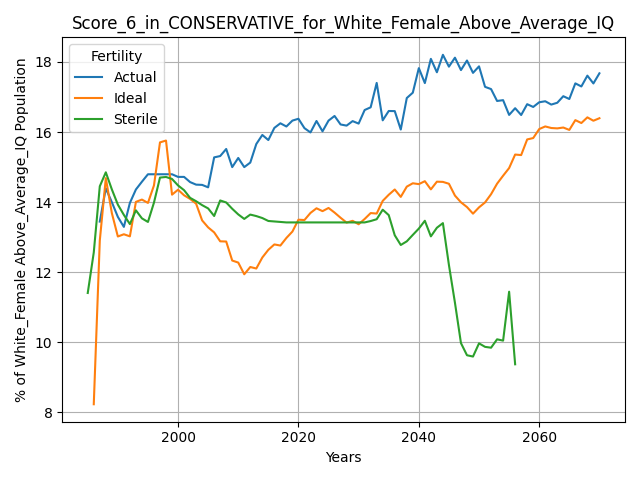 Score_6_in_CONSERVATIVE_for_White_Female_Above_Average_IQ
Fertility
Actual
Ideal
Sterile
% of White_Female Above_Average_IQ Population
18
16
14
12
10
8
2000
2020
2040
2060
Years